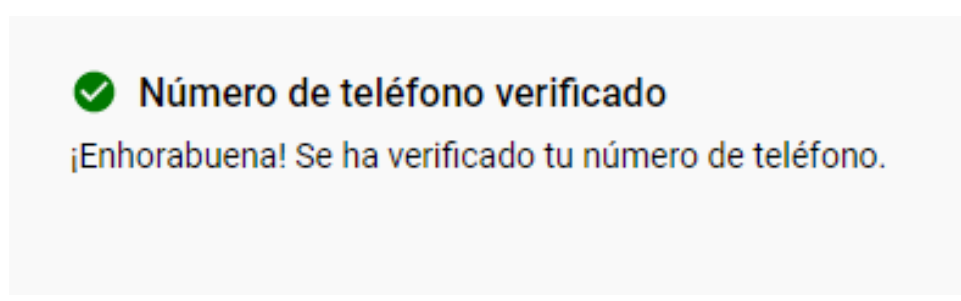 Número de teléfono verificado
¡Enhorabuena! Se ha verificado tu número de teléfono.